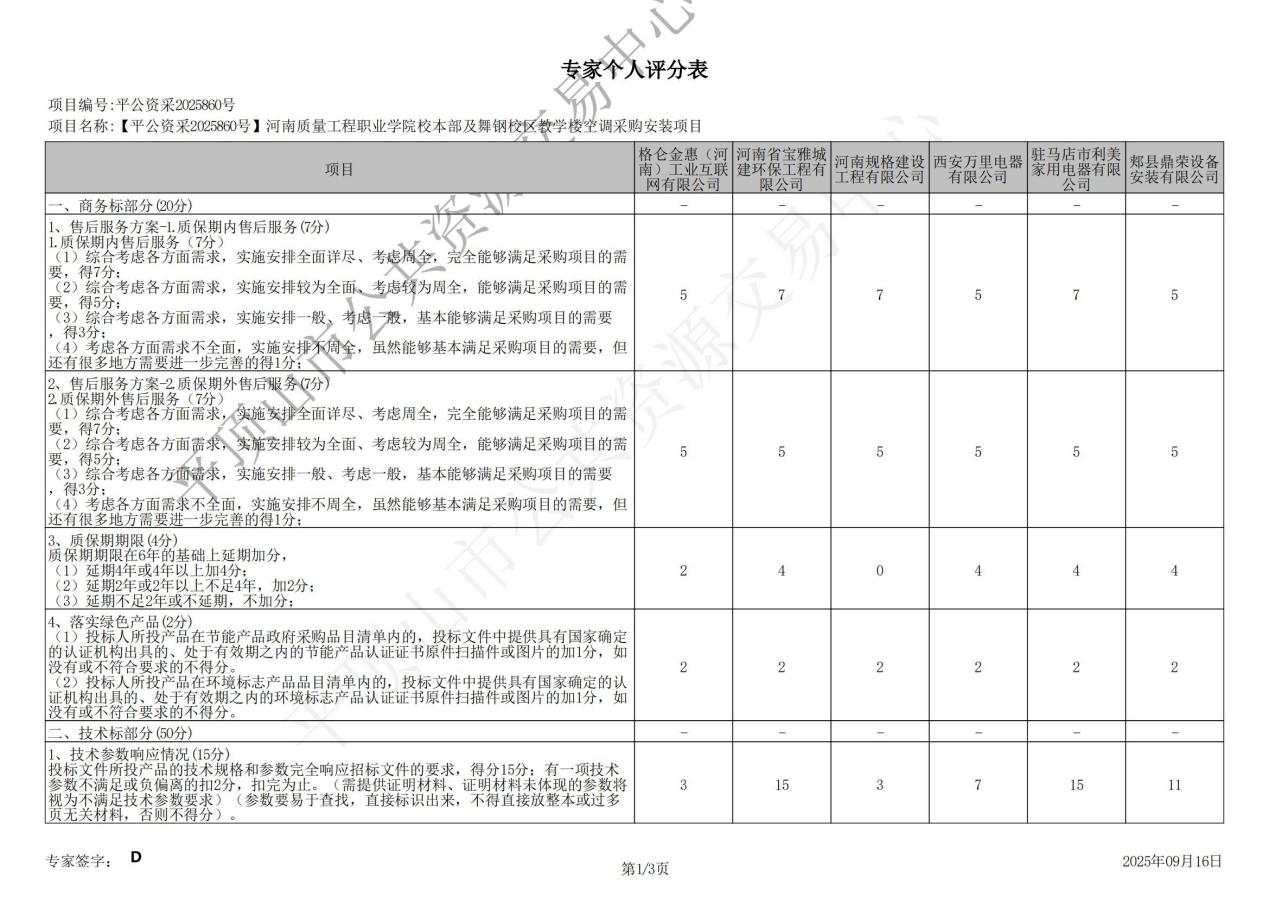 专家个人评分表
项目编号:平公资采2025860号
项目名称:【平公资采2025860号】河南质量工程职业学院校本部及舞钢校区教学楼空调采购安装项目
项目
格仑金惠（河
南）工业互联
网有限公司
河南省宝雅城
建环保工程有
限公司
河南规格建设
工程有限公司
西安万里电器
有限公司
驻马店市利美
家用电器有限
公司
郏县鼎荣设备
安装有限公司
一、商务标部分(20分)
— — — — — —
1、售后服务方案-1.质保期内售后服务(7分)
1.质保期内售后服务（7分）
（1）综合考虑各方面需求，实施安排全面详尽、考虑周全，完全能够满足采购项目的需
要，得7分；
（2）综合考虑各方面需求，实施安排较为全面、考虑较为周全，能够满足采购项目的需
要，得5分；
（3）综合考虑各方面需求，实施安排一般、考虑一般，基本能够满足采购项目的需要
，得3分；
（4）考虑各方面需求不全面，实施安排不周全，虽然能够基本满足采购项目的需要，但
还有很多地方需要进一步完善的得1分；
5 7 7 5 7 5
2、售后服务方案-2.质保期外售后服务(7分)
2.质保期外售后服务（7分）
（1）综合考虑各方面需求，实施安排全面详尽、考虑周全，完全能够满足采购项目的需
要，得7分；
（2）综合考虑各方面需求，实施安排较为全面、考虑较为周全，能够满足采购项目的需
要，得5分；
（3）综合考虑各方面需求，实施安排一般、考虑一般，基本能够满足采购项目的需要
，得3分；
（4）考虑各方面需求不全面，实施安排不周全，虽然能够基本满足采购项目的需要，但
还有很多地方需要进一步完善的得1分；
5 5 5 5 5 5
3、质保期期限(4分)
质保期期限在6年的基础上延期加分，
（1）延期4年或4年以上加4分；
（2）延期2年或2年以上不足4年，加2分；
（3）延期不足2年或不延期，不加分；
2 4 0 4 4 4
4、落实绿色产品(2分)
（1）投标人所投产品在节能产品政府采购品目清单内的，投标文件中提供具有国家确定
的认证机构出具的、处于有效期之内的节能产品认证证书原件扫描件或图片的加1分，如
没有或不符合要求的不得分。
（2）投标人所投产品在环境标志产品品目清单内的，投标文件中提供具有国家确定的认
证机构出具的、处于有效期之内的环境标志产品认证证书原件扫描件或图片的加1分，如
没有或不符合要求的不得分。
2 2 2 2 2 2
二、技术标部分(50分)
— — — — — —
1、技术参数响应情况(15分)
投标文件所投产品的技术规格和参数完全响应招标文件的要求，得分15分；有一项技术
参数不满足或负偏离的扣2分，扣完为止。（需提供证明材料、证明材料未体现的参数将
视为不满足技术参数要求）（参数要易于查找，直接标识出来，不得直接放整本或过多
页无关材料，否则不得分）。
3 15 3 7 15 11
专家签字： D
第1/3页
2025年09月16日
平顶山市公共资源交易中心
平顶山市公共资源交易中心